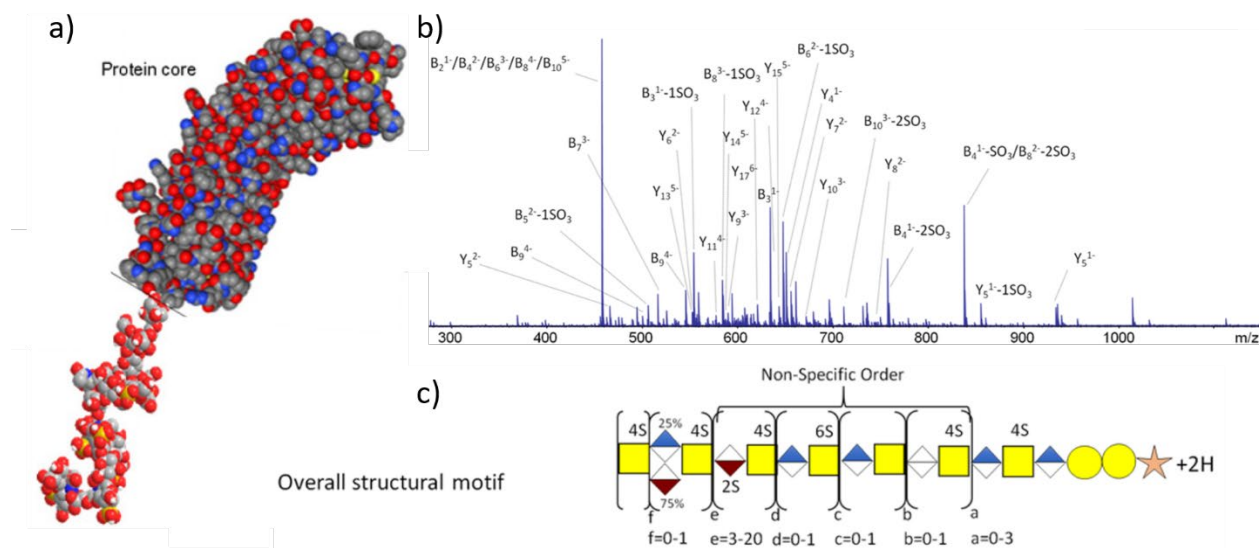 a)
Protein core
b)
B₂¹⁻/B₄²⁻/B₆³⁻/B₈⁴⁻/B₁₀⁵⁻
B₇³⁻
B₅²⁻-1SO₃
B₉⁴⁻
Y₅²⁻
B₃¹⁻-1SO₃
Y₆²⁻
Y₁₃⁵⁻
B₉⁴⁻
B₈³⁻-1SO₃
Y₁₄⁵⁻
Y₁₇⁶⁻
Y₁₁⁴⁻
Y₉³⁻
Y₁₂⁴⁻
B₃¹⁻
Y₁₅⁵⁻
B₆²⁻-1SO₃
Y₄¹⁻
Y₇²⁻
Y₁₀³⁻
B₁₀³⁻-2SO₃
Y₈²⁻
B₄¹⁻-2SO₃
B₄¹⁻-SO₃/B₈²⁻-2SO₃
Y₅¹⁻-1SO₃
Y₅¹⁻
300 400 500 600 700 800 900 1000 m/z
c)
Non-Specific Order
4S 25% 4S 4S 6S 4S 4S
+2H
2S
75%
f e d c b a
f=0-1 e=3-20 d=0-1 c=0-1 b=0-1 a=0-3
Overall structural motif